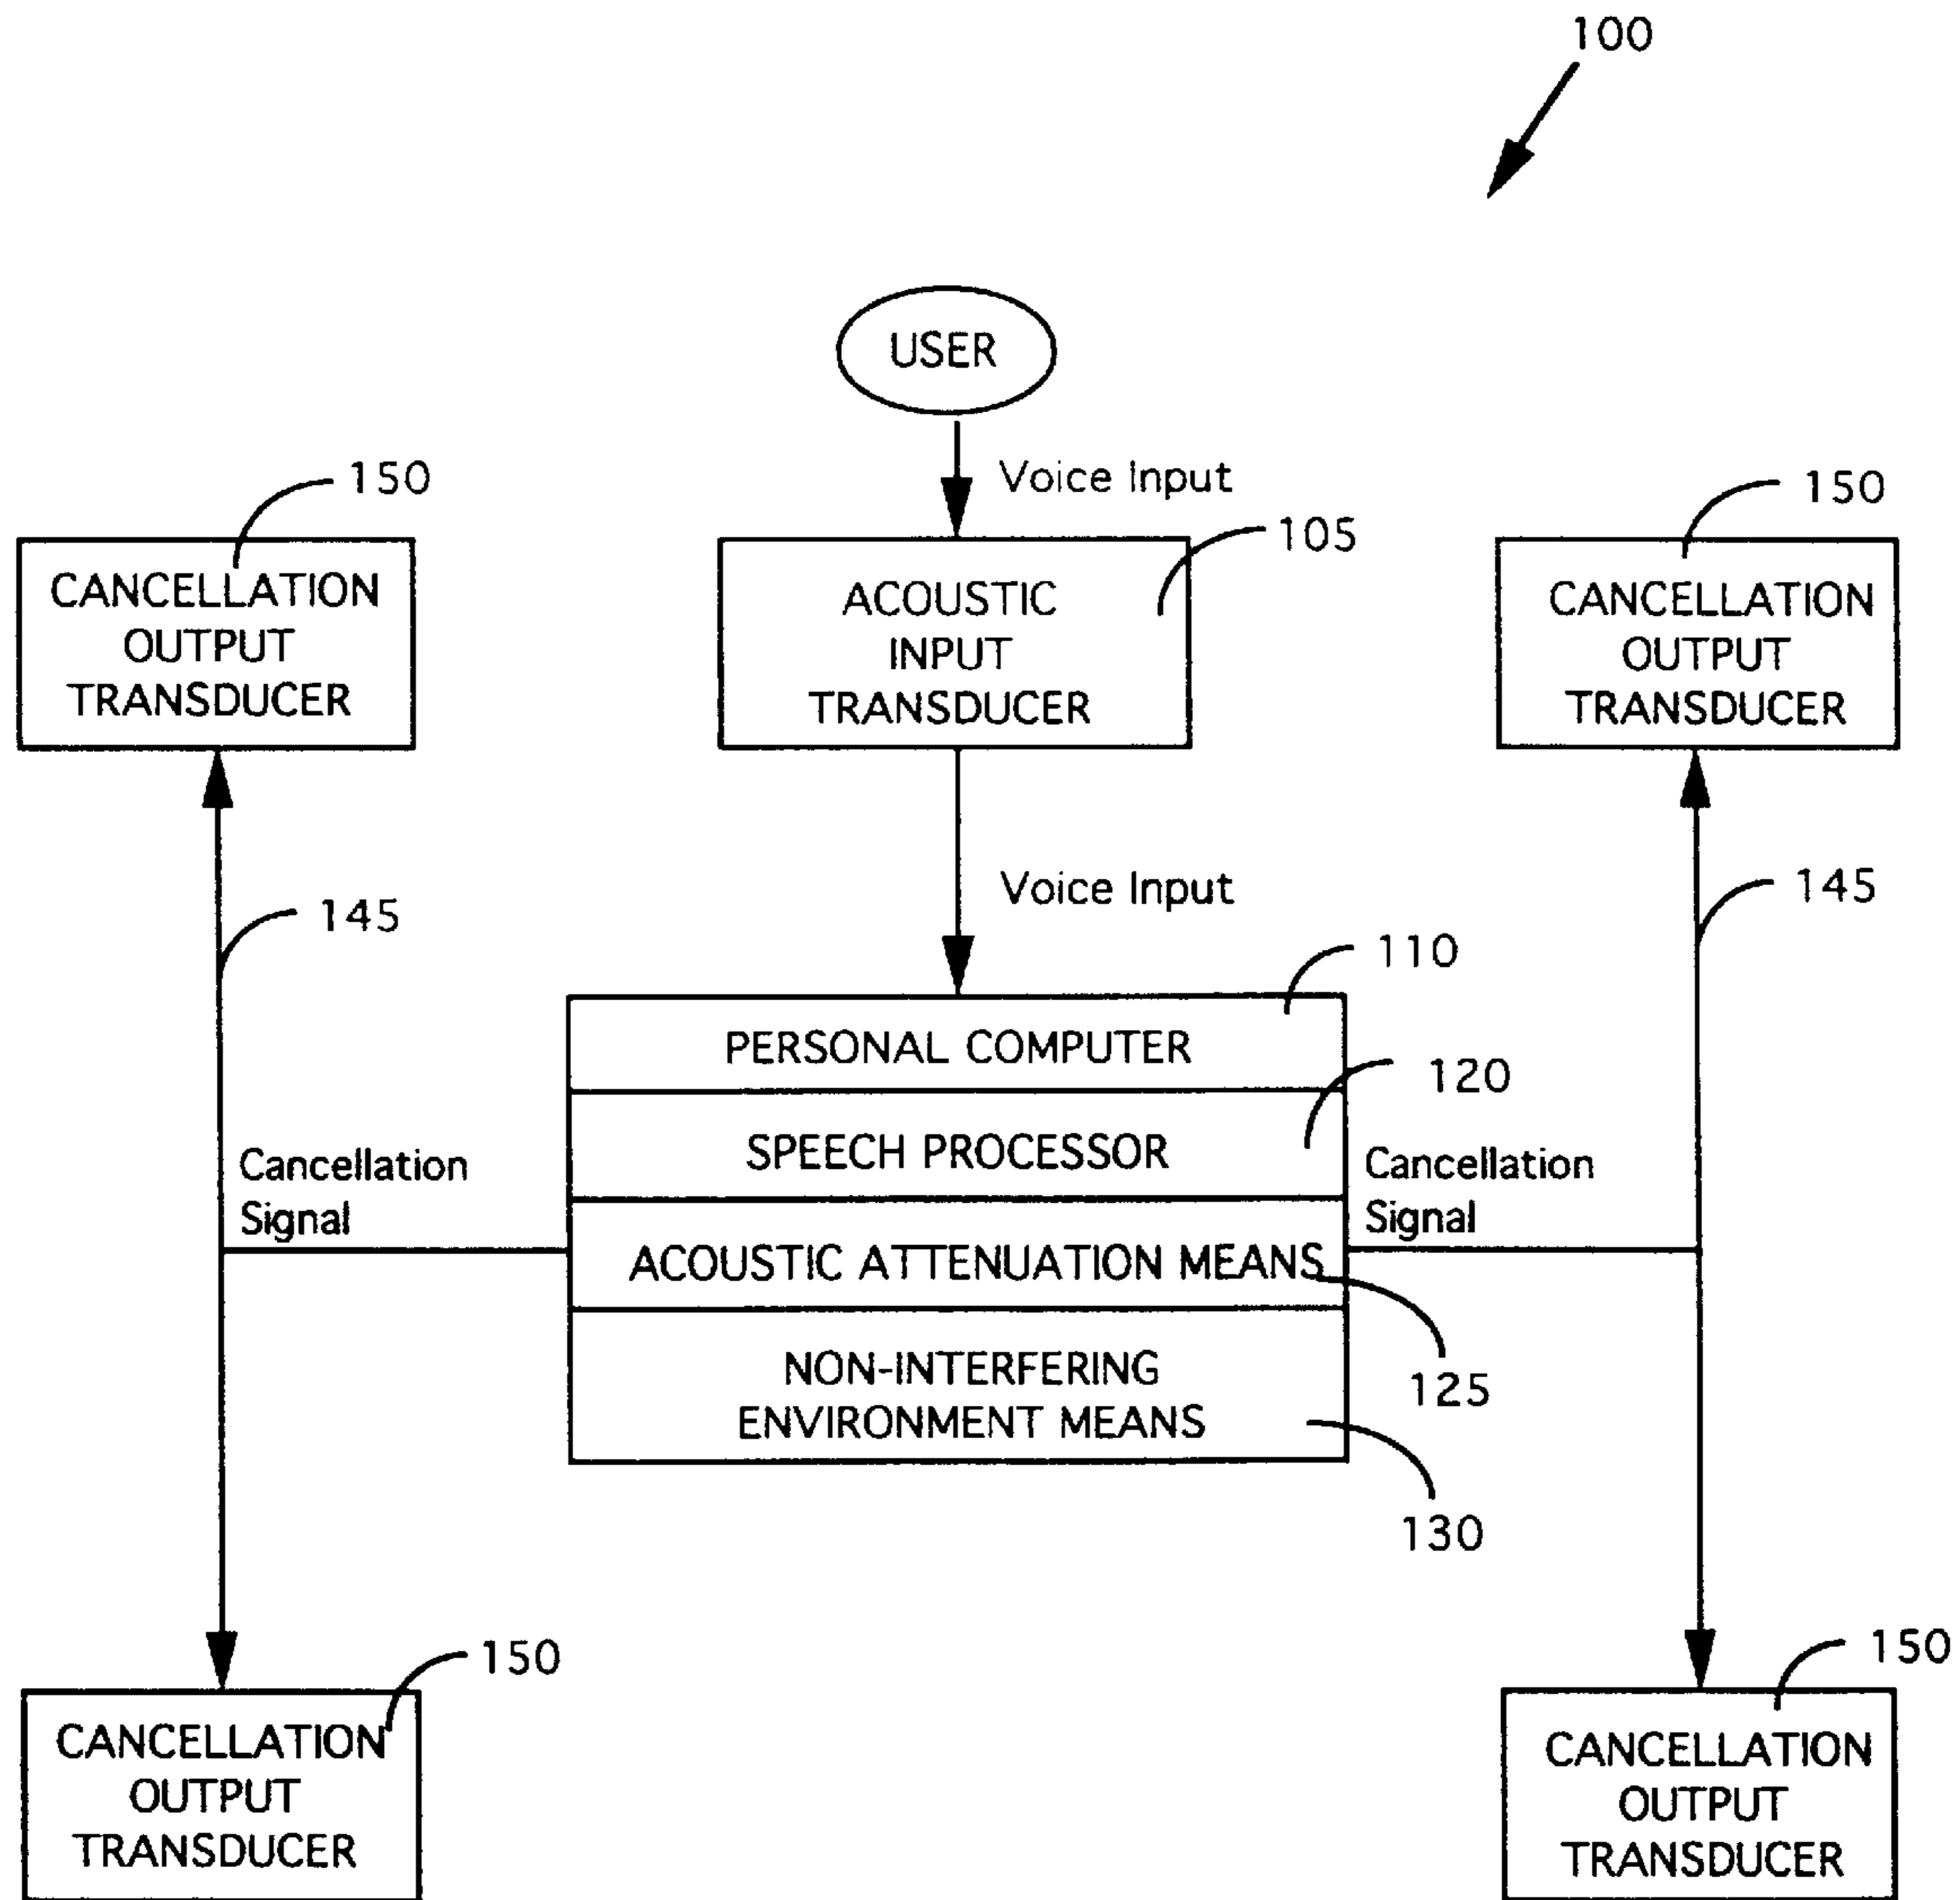 100
USER
Voice Input
150
105
150
CANCELLATION
OUTPUT
TRANSDUCER
ACOUSTIC
INPUT
TRANSDUCER
CANCELLATION
OUTPUT
TRANSDUCER
Voice Input
145
145
110
PERSONAL COMPUTER
120
SPEECH PROCESSOR
Cancellation
Signal
Cancellation
Signal
ACOUSTIC ATTENUATION MEANS
125
NON-INTERFERING
ENVIRONMENT MEANS
130
150
150
CANCELLATION
OUTPUT
TRANSDUCER
CANCELLATION
OUTPUT
TRANSDUCER